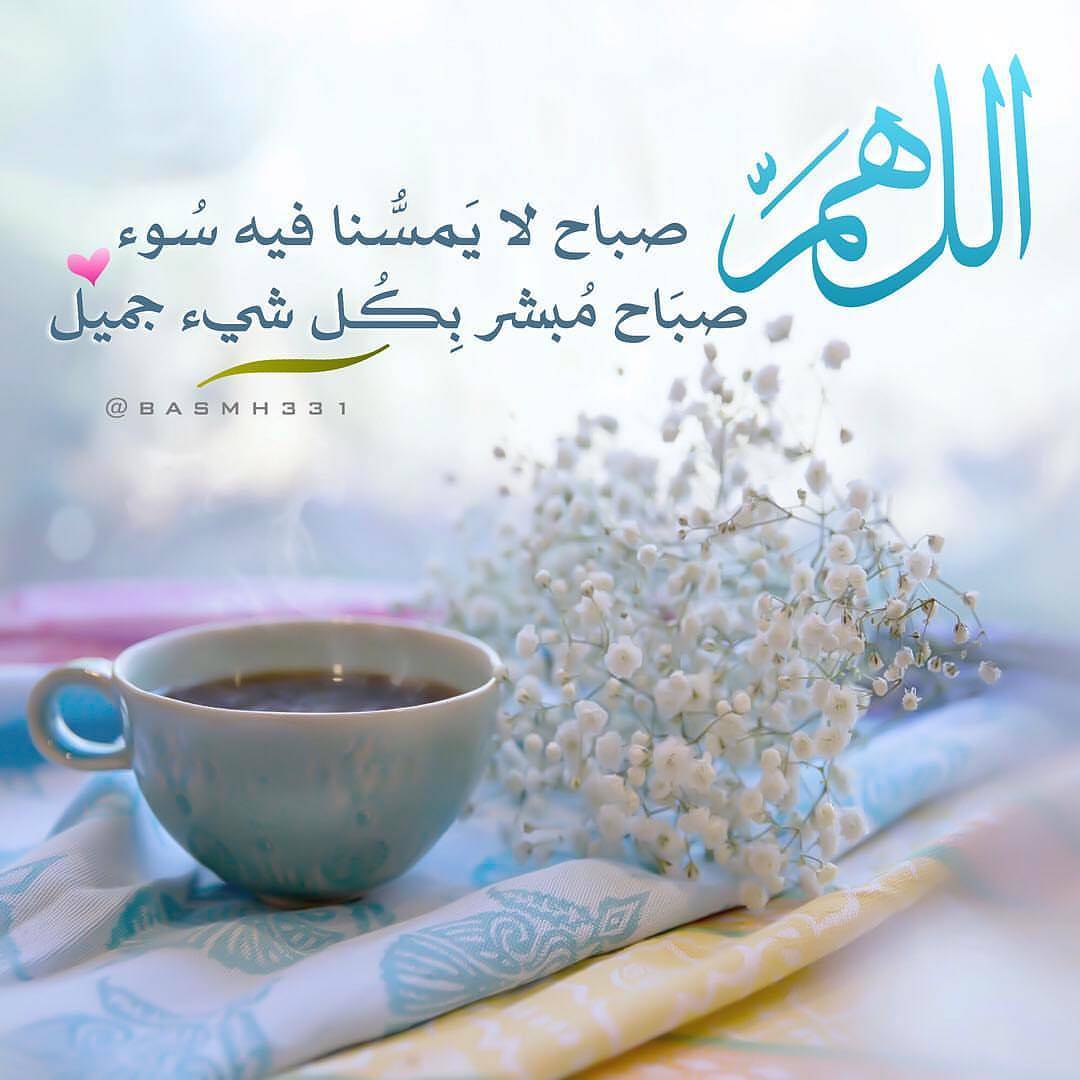 اللهمَّ
صباح لا يَمسُّنا فيه سُوء
صبَاح مُبشر بِكُل شيء جميل
@BASMH331